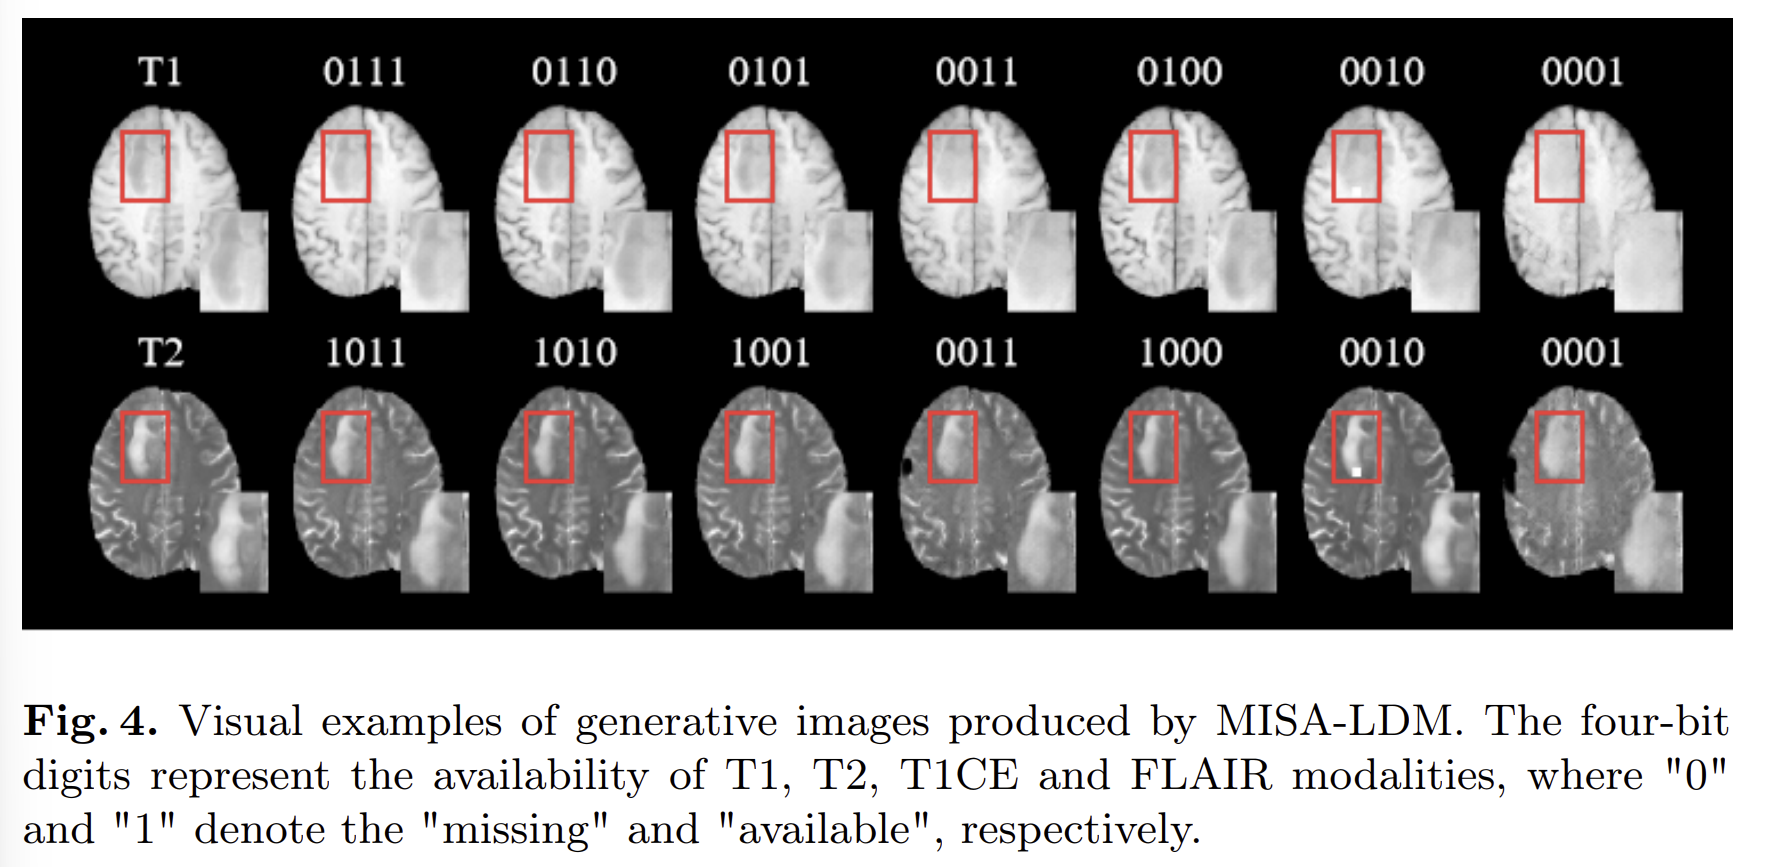 T1 0111 0110 0101 0011 0100 0010 0001
T2 1011 1010 1001 0011 1000 0010 0001
Fig. 4. Visual examples of generative images produced by MISA-LDM. The four-bit
digits represent the availability of T1, T2, T1CE and FLAIR modalities, where "0"
and "1" denote the "missing" and "available", respectively.